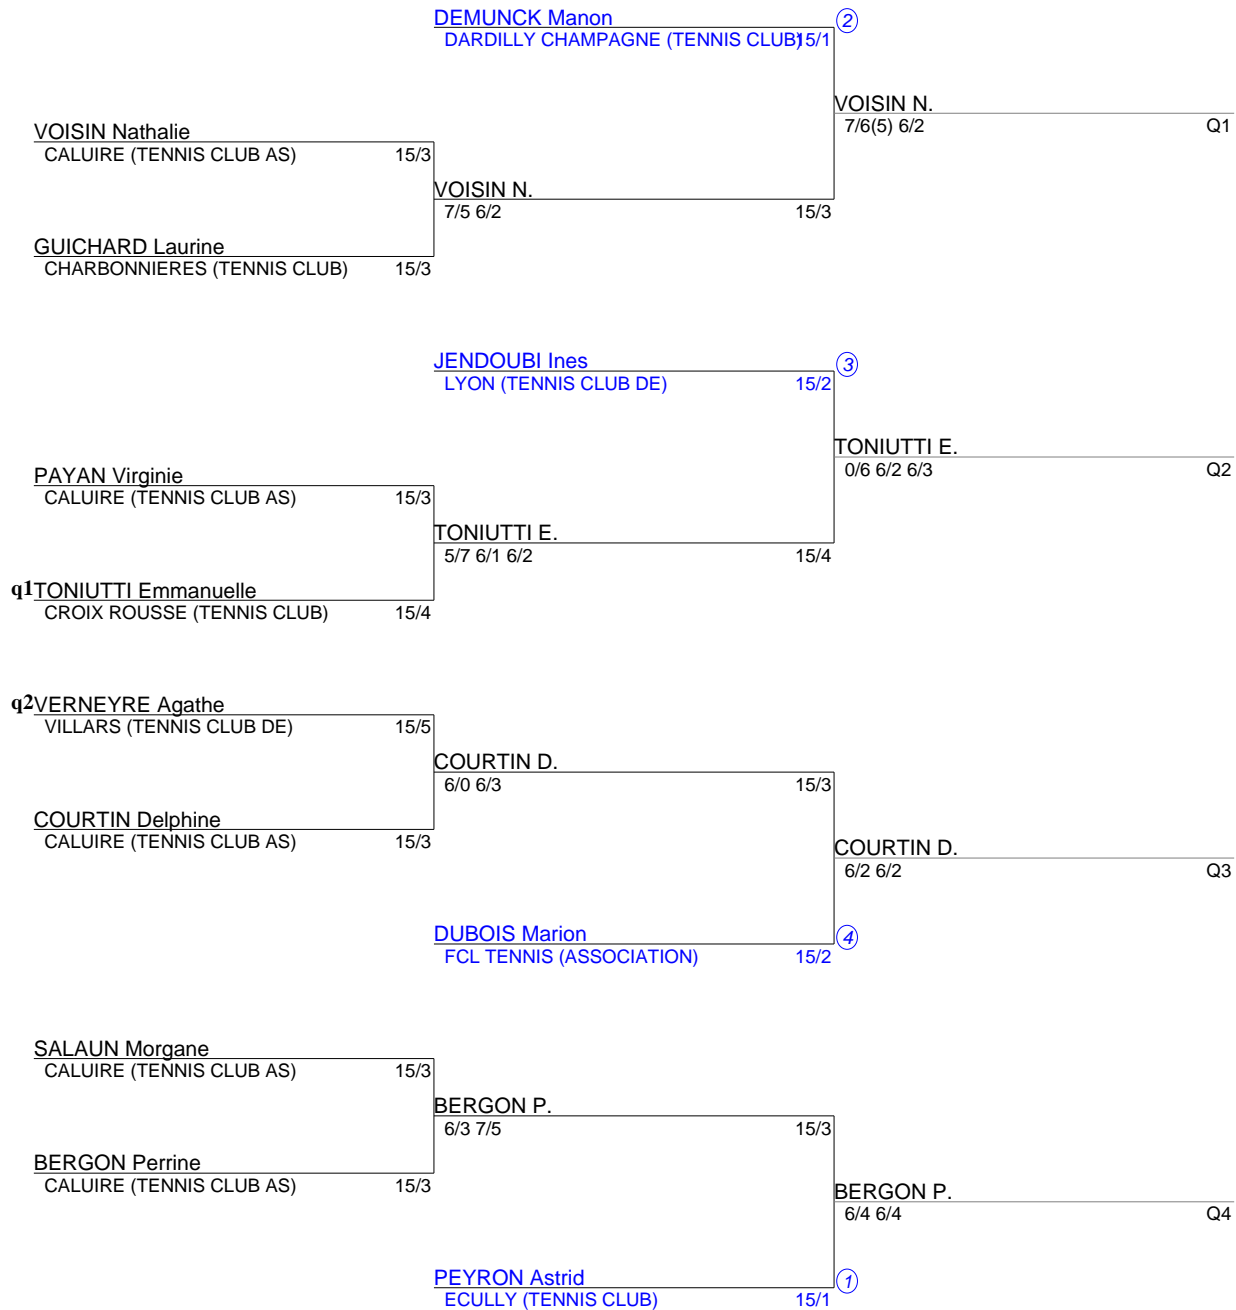 DEMUNCK Manon 2
DARDILLY CHAMPAGNE (TENNIS CLUB) 15/1
VOISIN N.
7/6(5) 6/2 Q1
VOISIN Nathalie
CALUIRE (TENNIS CLUB AS) 15/3
VOISIN N.
7/5 6/2 15/3
GUICHARD Laurine
CHARBONNIERES (TENNIS CLUB) 15/3
JENDOUBI Ines 3
LYON (TENNIS CLUB DE) 15/2
TONIUTTI E.
0/6 6/2 6/3 Q2
PAYAN Virginie
CALUIRE (TENNIS CLUB AS) 15/3
TONIUTTI E.
5/7 6/1 6/2 15/4
q1 TONIUTTI Emmanuelle
CROIX ROUSSE (TENNIS CLUB) 15/4
q2 VERNEYRE Agathe
VILLARS (TENNIS CLUB DE) 15/5
COURTIN D.
6/0 6/3 15/3
COURTIN Delphine
CALUIRE (TENNIS CLUB AS) 15/3
COURTIN D.
6/2 6/2 Q3
DUBOIS Marion 4
FCL TENNIS (ASSOCIATION) 15/2
SALAUN Morgane
CALUIRE (TENNIS CLUB AS) 15/3
BERGON P.
6/3 7/5 15/3
BERGON Perrine
CALUIRE (TENNIS CLUB AS) 15/3
BERGON P.
6/4 6/4 Q4
PEYRON Astrid 1
ECULLY (TENNIS CLUB) 15/1